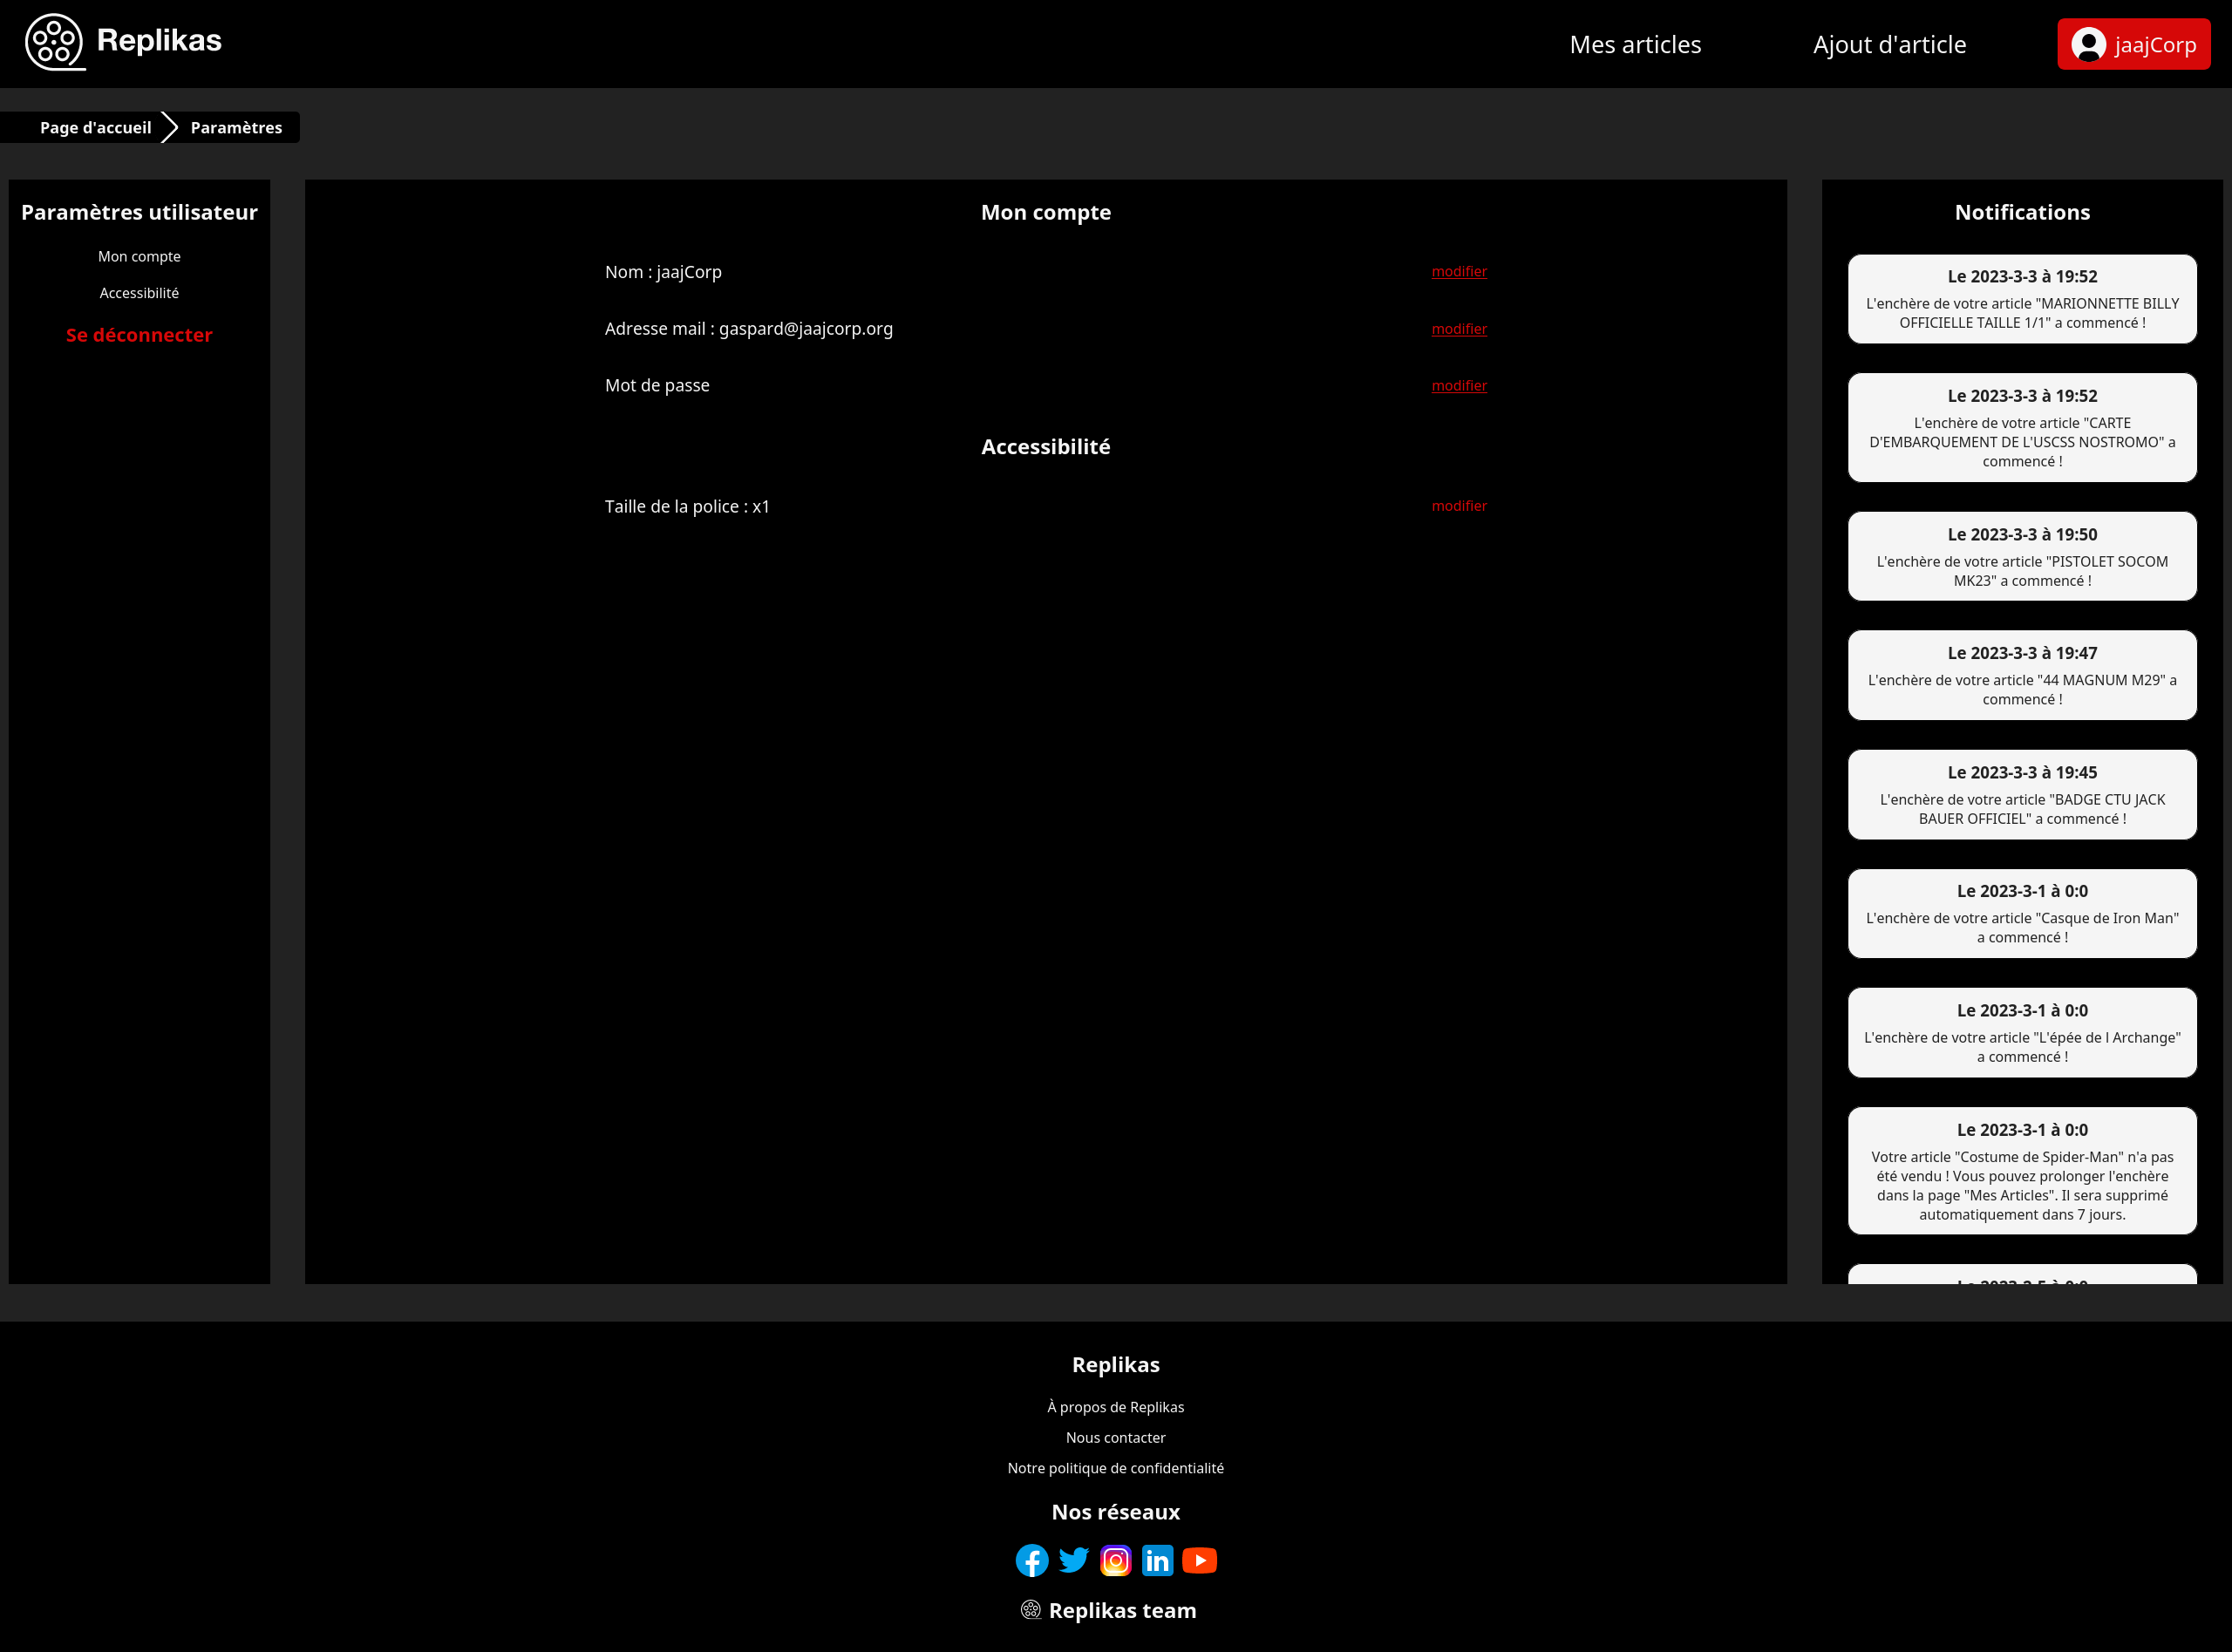 Replikas
Mes articles
Ajout d'article
jaajCorp
Page d'accueil
Paramètres
Paramètres utilisateur
Mon compte
Accessibilité
Se déconnecter
Mon compte
Nom : jaajCorp
modifier
Adresse mail : gaspard@jaajcorp.org
modifier
Mot de passe
modifier
Accessibilité
Taille de la police : x1
modifier
Notifications
Le 2023-3-3 à 19:52
L'enchère de votre article "MARIONNETTE BILLY
OFFICIELLE TAILLE 1/1" a commencé !
Le 2023-3-3 à 19:52
L'enchère de votre article "CARTE
D'EMBARQUEMENT DE L'USCSS NOSTROMO" a
commencé !
Le 2023-3-3 à 19:50
L'enchère de votre article "PISTOLET SOCOM
MK23" a commencé !
Le 2023-3-3 à 19:47
L'enchère de votre article "44 MAGNUM M29" a
commencé !
Le 2023-3-3 à 19:45
L'enchère de votre article "BADGE CTU JACK
BAUER OFFICIEL" a commencé !
Le 2023-3-1 à 0:0
L'enchère de votre article "Casque de Iron Man"
a commencé !
Le 2023-3-1 à 0:0
L'enchère de votre article "L'épée de l Archange"
a commencé !
Le 2023-3-1 à 0:0
Votre article "Costume de Spider-Man" n'a pas
été vendu ! Vous pouvez prolonger l'enchère
dans la page "Mes Articles". Il sera supprimé
automatiquement dans 7 jours.
Replikas
À propos de Replikas
Nous contacter
Notre politique de confidentialité
Nos réseaux
Replikas team